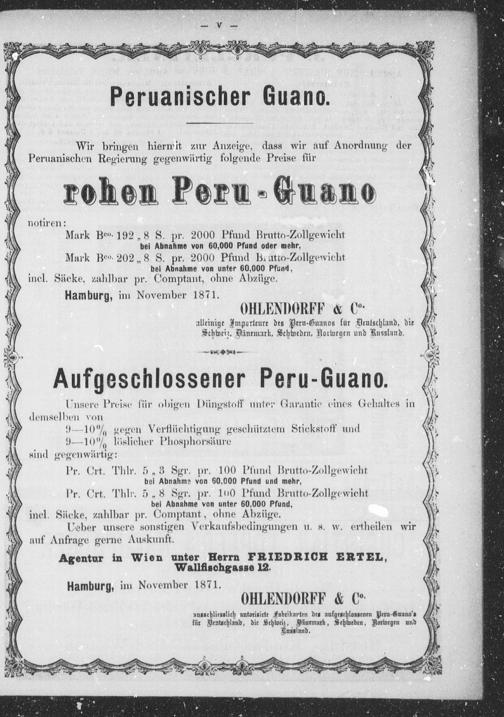 — V —
Peruanischer Guano.
Wir bringen hiermit zur Anzeige, dass wir auf Anordnung der
Peruanischen Regierung gegenwärtig folgende Preise für
rohen Peru-Guano
notiren:
Mark Bco. 192 „ 8 S. pr. 2000 Pfund Brutto-Zollgewicht
bei Abnahme von 60,000 Pfund oder mehr,
Mark Bco. 202 „ 8 S. pr. 2000 Pfund Brutto-Zollgewicht
bei Abnahme von unter 60,000 Pfund,
incl. Säcke, zahlbar pr. Comptant, ohne Abzüge.
Hamburg, im November 1871.
OHLENDORFF & Co.
alleinige Importeure des Peru-Guanos für Deutschland, die
Schweiz, Dänemark, Schweden, Norwegen und Russland.
Aufgeschlossener Peru-Guano.
Unsere Preise für obigen Düngstoff unter Garantie eines Gehaltes in
demselben von
9—10% gegen Verflüchtigung geschütztem Stickstoff und
9—10% löslicher Phosphorsäure
sind gegenwärtig:
Pr. Crt. Thlr. 5 „ 3 Sgr. pr. 100 Pfund Brutto-Zollgewicht
bei Abnahme von 60,000 Pfund und mehr,
Pr. Crt. Thlr. 5 „ 8 Sgr. pr. 100 Pfund Brutto-Zollgewicht
bei Abnahme von unter 60,000 Pfund,
incl. Säcke, zahlbar pr. Comptant, ohne Abzüge.
Ueber unsere sonstigen Verkaufsbedingungen u. s. w. ertheilen wir
auf Anfrage gerne Auskunft.
Agentur in Wien unter Herrn FRIEDRICH ERTEL,
Wallfischgasse 12.
Hamburg, im November 1871.
OHLENDORFF & Co.
ausschliesslich autorisirte Fabrikanten des aufgeschlossenen Peru-Guano's
für Deutschland, die Schweiz, Dänemark, Schweden, Norwegen und
Russland.